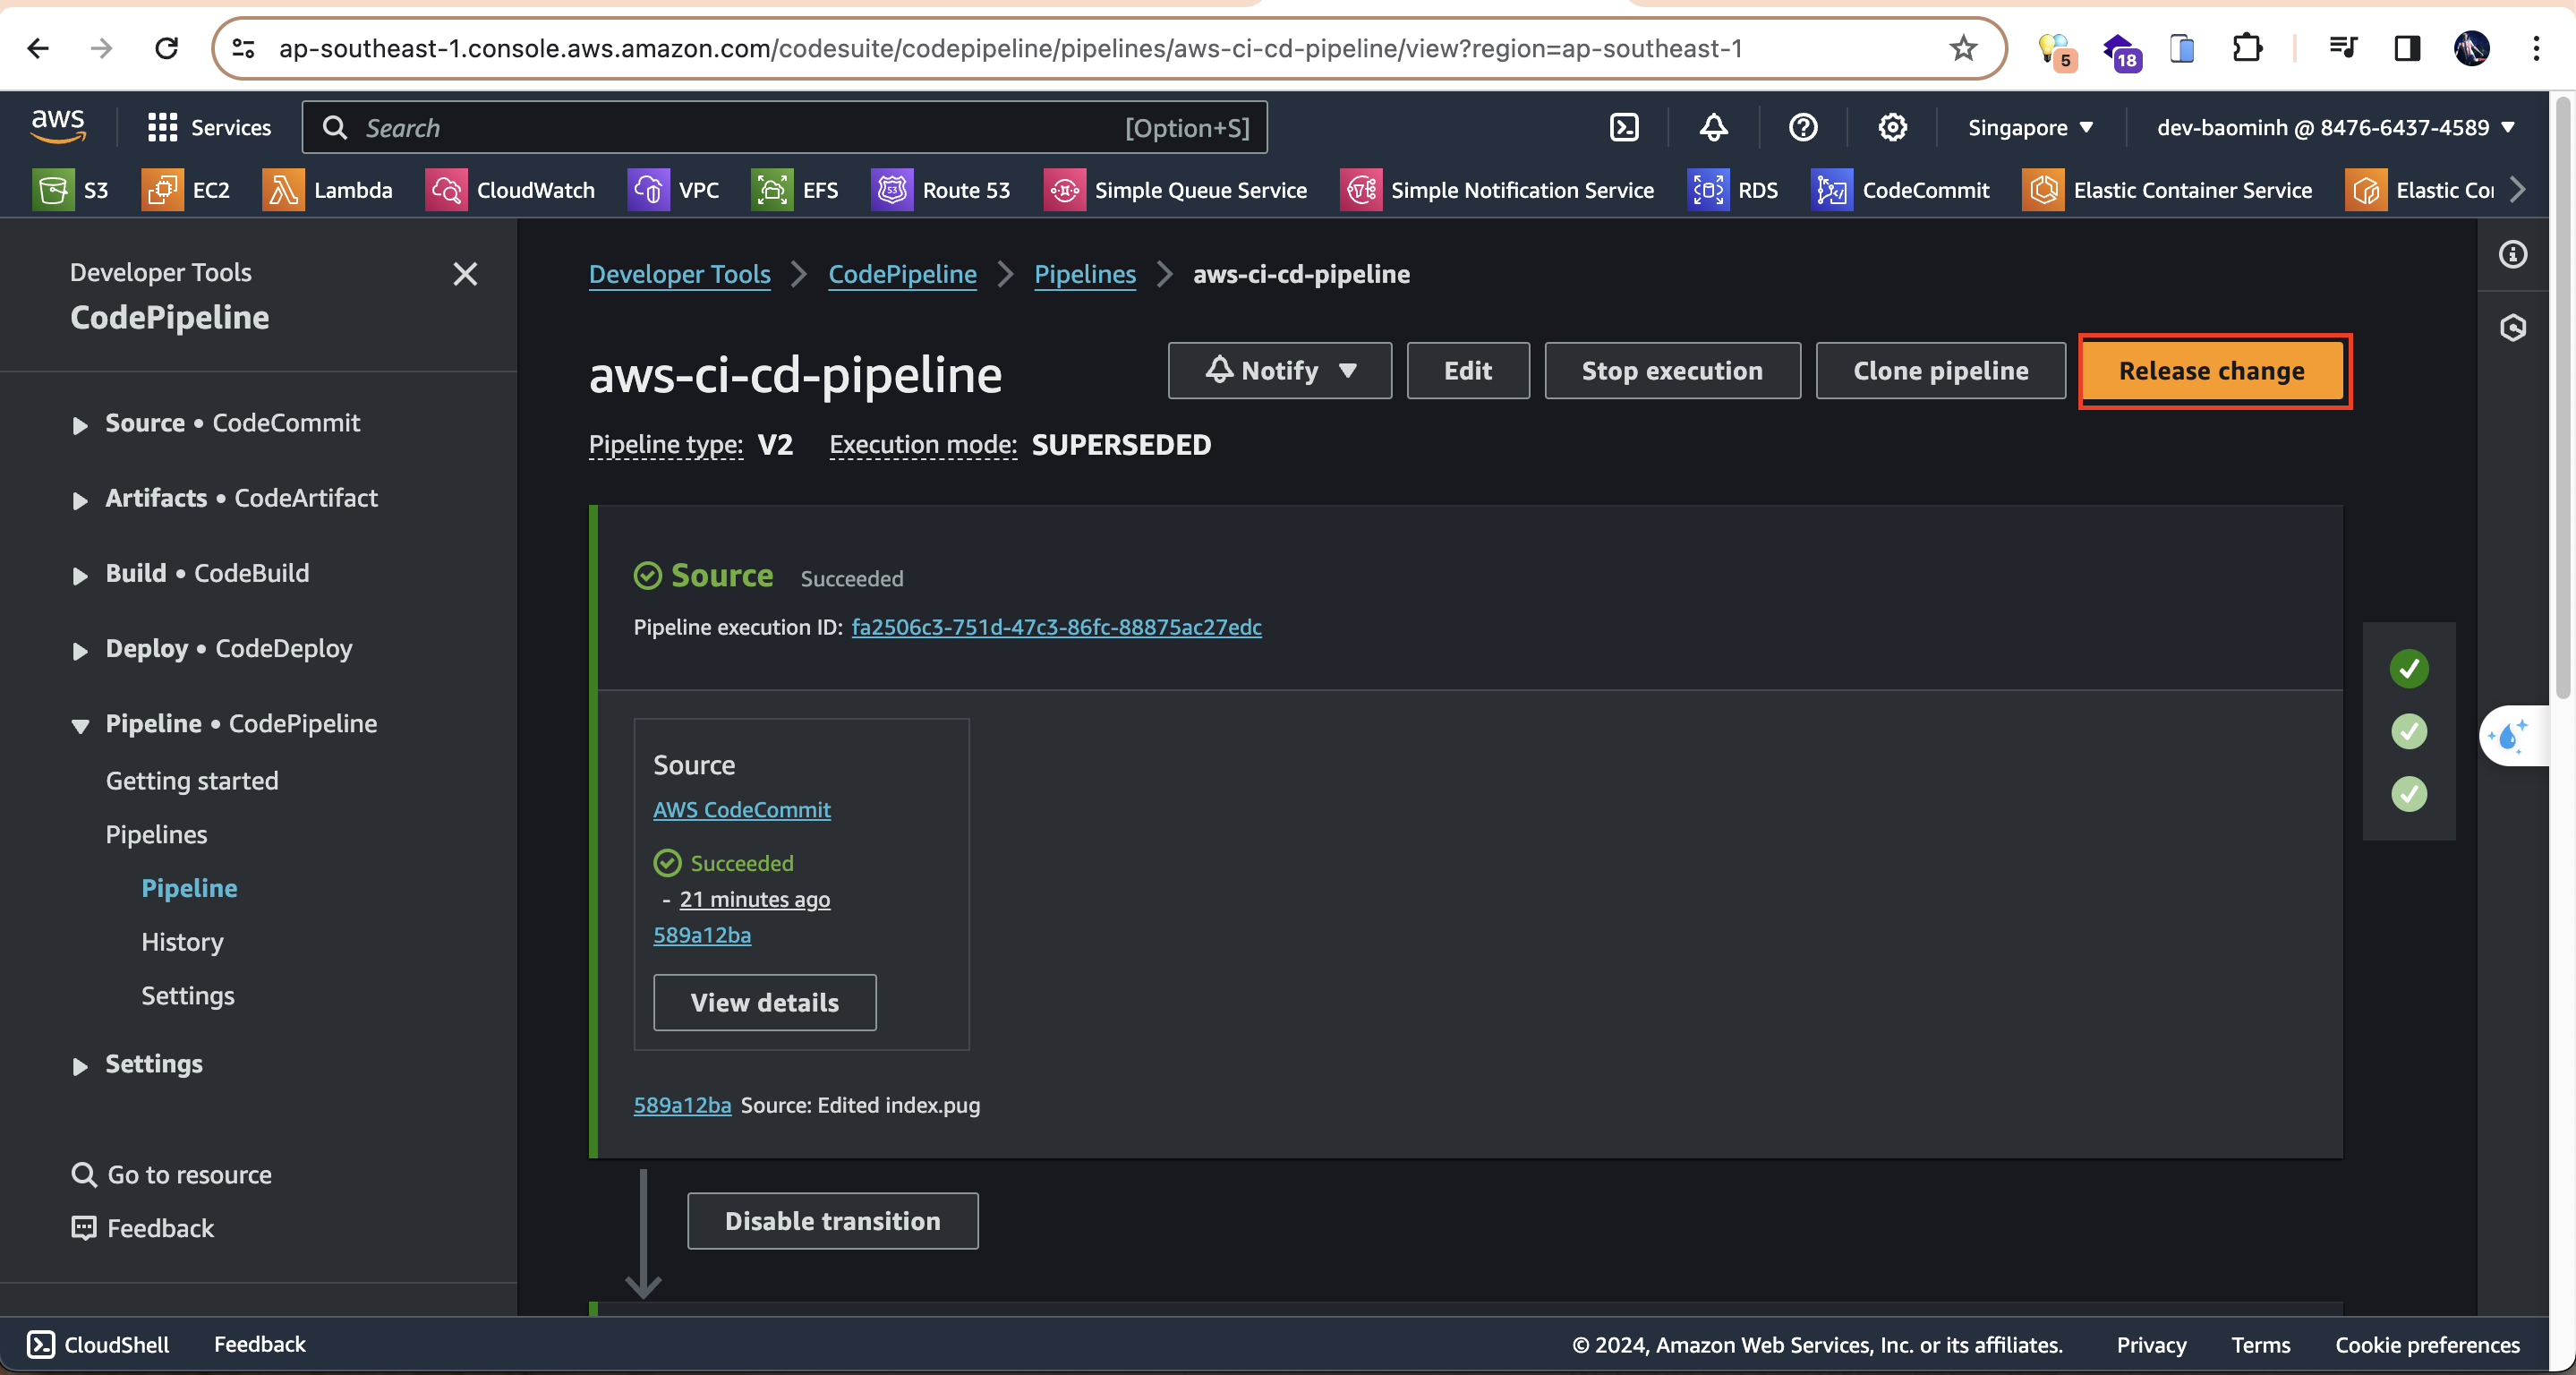 ap-southeast-1.console.aws.amazon.com/codesuite/codepipeline/pipelines/aws-ci-cd-pipeline/view?region=ap-southeast-1
5
18
aws
Services
Search
[Option+S]
Singapore
dev-baominh @ 8476-6437-4589
S3
EC2
Lambda
CloudWatch
VPC
EFS
53
Route 53
Simple Queue Service
Simple Notification Service
RDS
CodeCommit
Elastic Container Service
Elastic Cor
Developer Tools
CodePipeline
Source • CodeCommit
Artifacts • CodeArtifact
Build • CodeBuild
Deploy • CodeDeploy
Pipeline • CodePipeline
Getting started
Pipelines
Pipeline
History
Settings
Settings
Go to resource
Feedback
Developer Tools
CodePipeline
Pipelines
aws-ci-cd-pipeline
aws-ci-cd-pipeline
Notify
Edit
Stop execution
Clone pipeline
Release change
Pipeline type: V2 Execution mode: SUPERSEDED
Source Succeeded
Pipeline execution ID: fa2506c3-751d-47c3-86fc-88875ac27edc
Source
AWS CodeCommit
Succeeded
- 21 minutes ago
589a12ba
View details
589a12ba Source: Edited index.pug
Disable transition
CloudShell
Feedback
© 2024, Amazon Web Services, Inc. or its affiliates.
Privacy
Terms
Cookie preferences